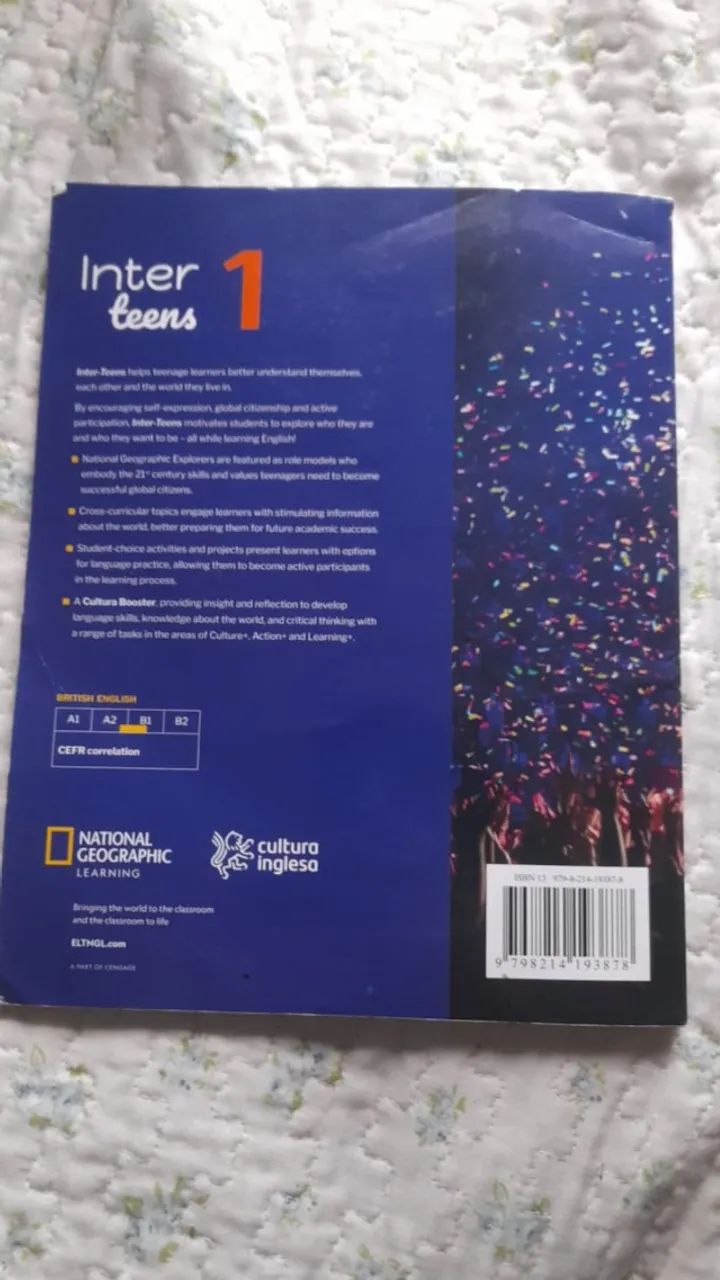 Inter 1
teens
Inter-Teens helps teenage learners better understand themselves,
each other and the world they live in.
By encouraging self-expression, global citizenship and active
participation, Inter-Teens motivates students to explore who they are
and who they want to be – all while learning English!
National Geographic Explorers are featured as role models who
embody the 21st century skills and values teenagers need to become
successful global citizens.
Cross-curricular topics engage learners with stimulating information
about the world, better preparing them for future academic success.
Student-choice activities and projects present learners with options
for language practice, allowing them to become active participants
in the learning process.
A Cultura Booster, providing insight and reflection to develop
language skills, knowledge about the world, and critical thinking with
a range of tasks in the areas of Culture+, Action+ and Learning+.
BRITISH ENGLISH
A1 A2 B1 B2
CEFR correlation
NATIONAL
GEOGRAPHIC
LEARNING
cultura
inglesa
Bringing the world to the classroom
and the classroom to life
ELTNGL.com
A PART OF CENGAGE
ISBN 13 979-8-214-19387-8
9 798214 193878